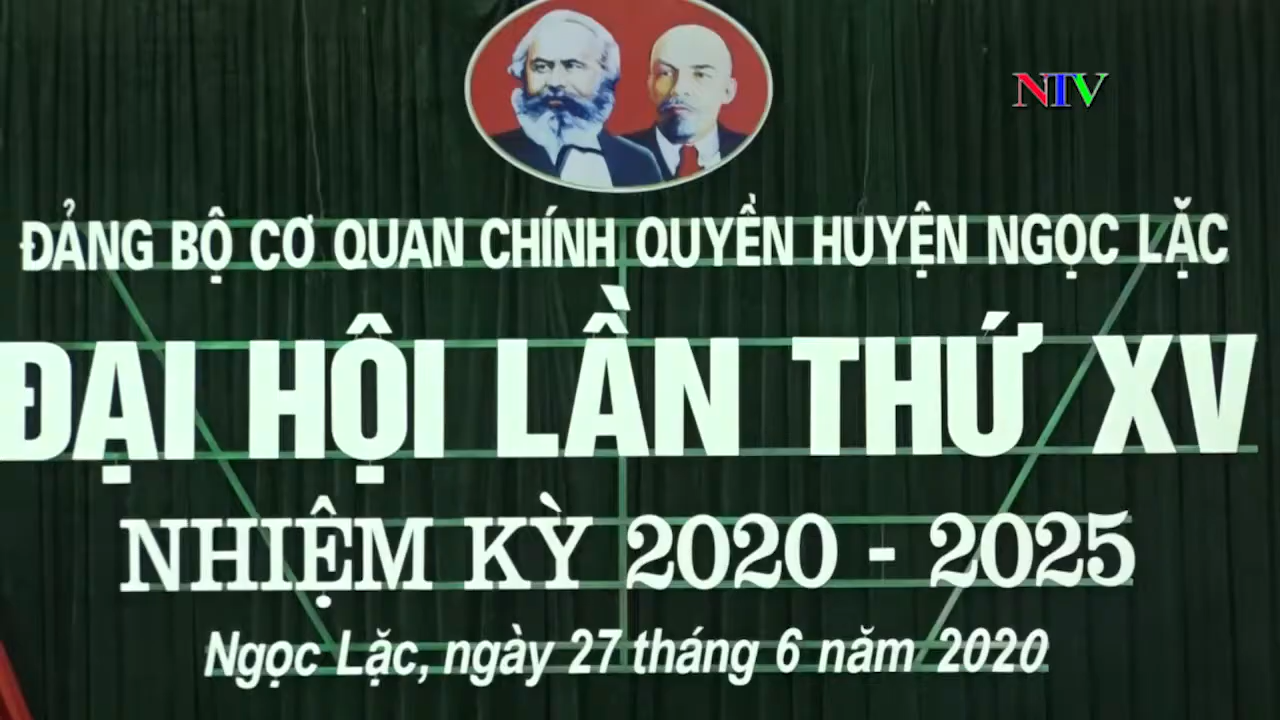 NTV
ĐẢNG BỘ CƠ QUAN CHÍNH QUYỀN HUYỆN NGỌC LẶC
ĐẠI HỘI LẦN THỨ XV
NHIỆM KỲ 2020 - 2025
Ngọc Lặc, ngày 27 tháng 6 năm 2020